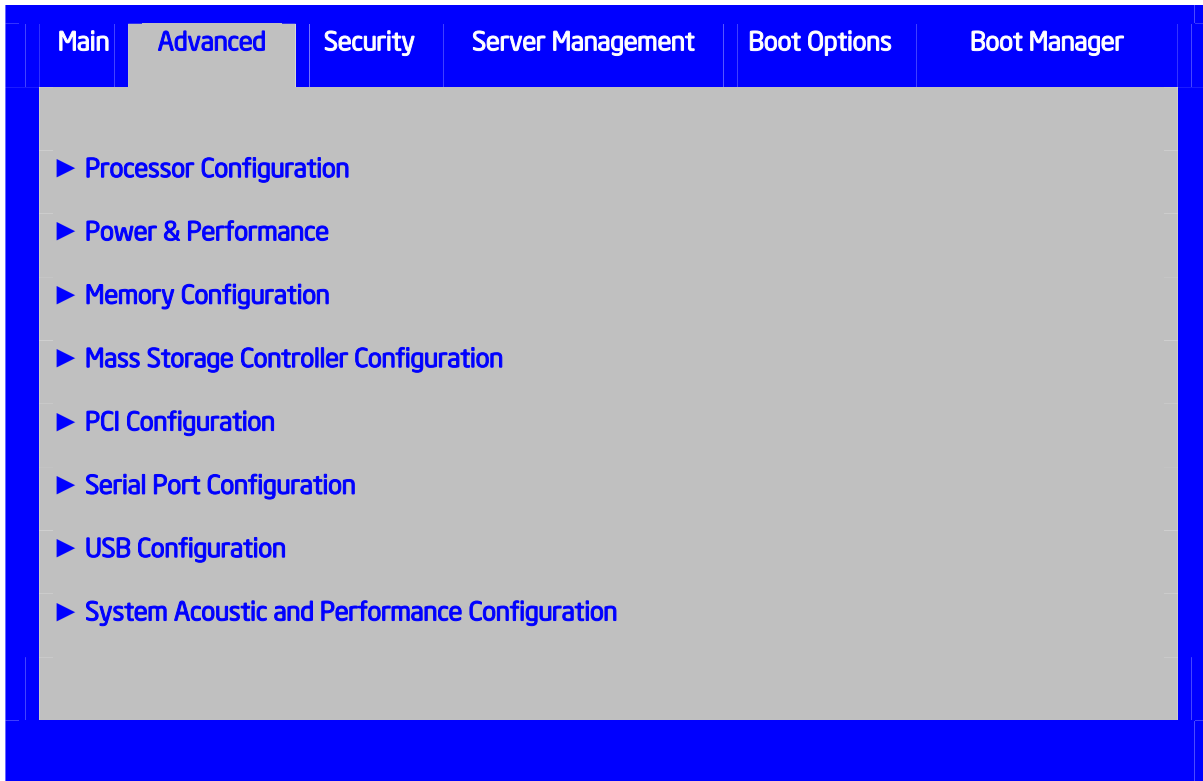 Main Advanced Security Server Management Boot Options Boot Manager
► Processor Configuration
► Power & Performance
► Memory Configuration
► Mass Storage Controller Configuration
► PCI Configuration
► Serial Port Configuration
► USB Configuration
► System Acoustic and Performance Configuration